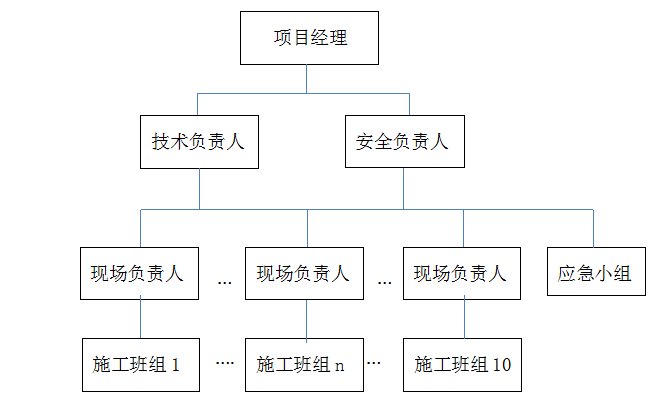 项目经理
技术负责人
安全负责人
现场负责人
...
现场负责人
...
现场负责人
应急小组
施工班组 1
....
施工班组 n
...
施工班组 10